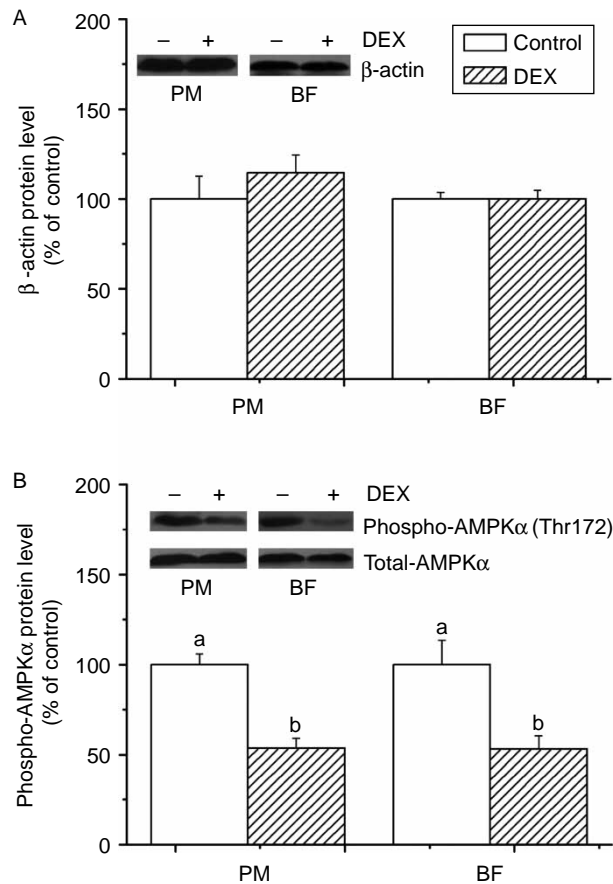 A
– + – + DEX
β-actin
PM BF
Control
DEX
β -actin protein level
(% of control)
200
150
100
50
0
PM BF
B
– + – + DEX
Phospho-AMPKα (Thr172)
Total-AMPKα
PM BF
Phospho-AMPKα protein level
(% of control)
200
150
100
50
0
a b a b
PM BF